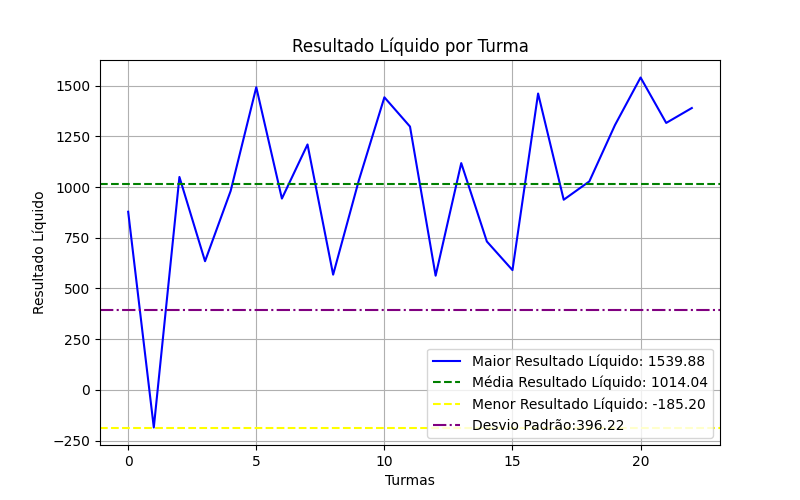 Resultado Líquido por Turma
Resultado Líquido
1500
1250
1000
750
500
250
0
−250
Maior Resultado Líquido: 1539.88
Média Resultado Líquido: 1014.04
Menor Resultado Líquido: -185.20
Desvio Padrão:396.22
0 5 10 15 20
Turmas